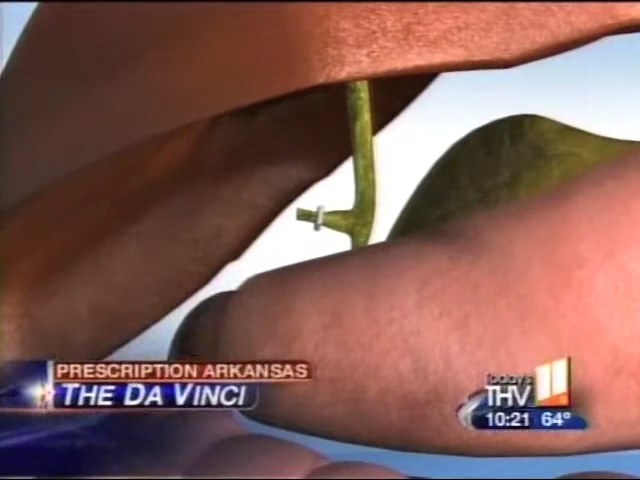 PRESCRIPTION ARKANSAS
THE DA VINCI
Today's
THV 11
10:21 64°